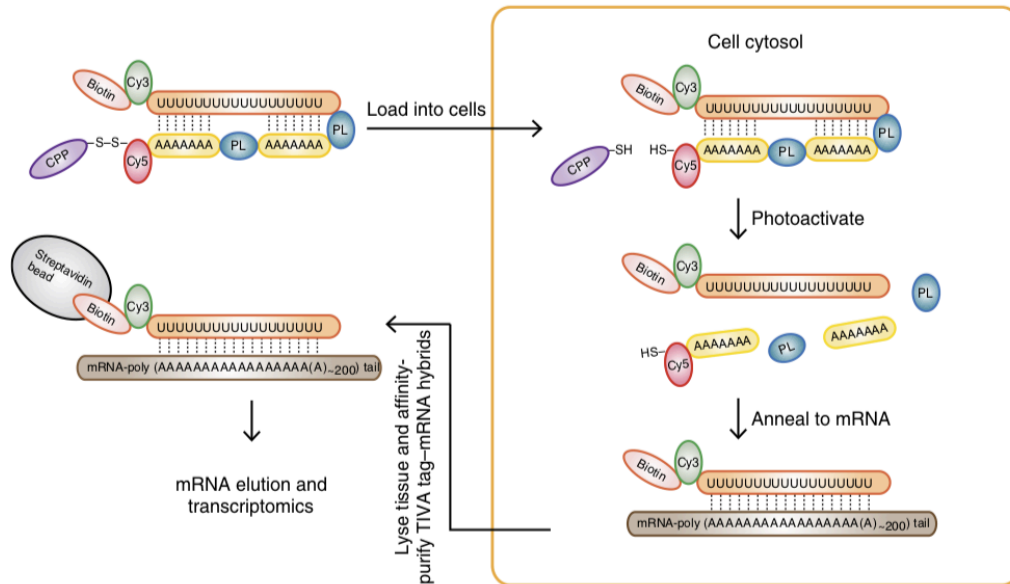 Biotin
Cy3
UUUUUUUUUUUUUUUUUU
CPP
S–S
Cy5
AAAAAAA
PL
AAAAAAA
PL
Load into cells
Cell cytosol
Biotin
Cy3
UUUUUUUUUUUUUUUUUU
CPP
SH
HS
Cy5
AAAAAAA
PL
AAAAAAA
PL
Photoactivate
Biotin
Cy3
UUUUUUUUUUUUUUUUUU
PL
HS
Cy5
AAAAAAA
PL
AAAAAAA
Anneal to mRNA
Biotin
Cy3
UUUUUUUUUUUUUUUUUU
mRNA-poly (AAAAAAAAAAAAAAAAA(A)~200) tail
Lyse tissue and affinity-
purify TIVA tag–mRNA hybrids
Streptavidin
bead
Biotin
Cy3
UUUUUUUUUUUUUUUUUU
mRNA-poly (AAAAAAAAAAAAAAAAA(A)~200) tail
mRNA elution and
transcriptomics